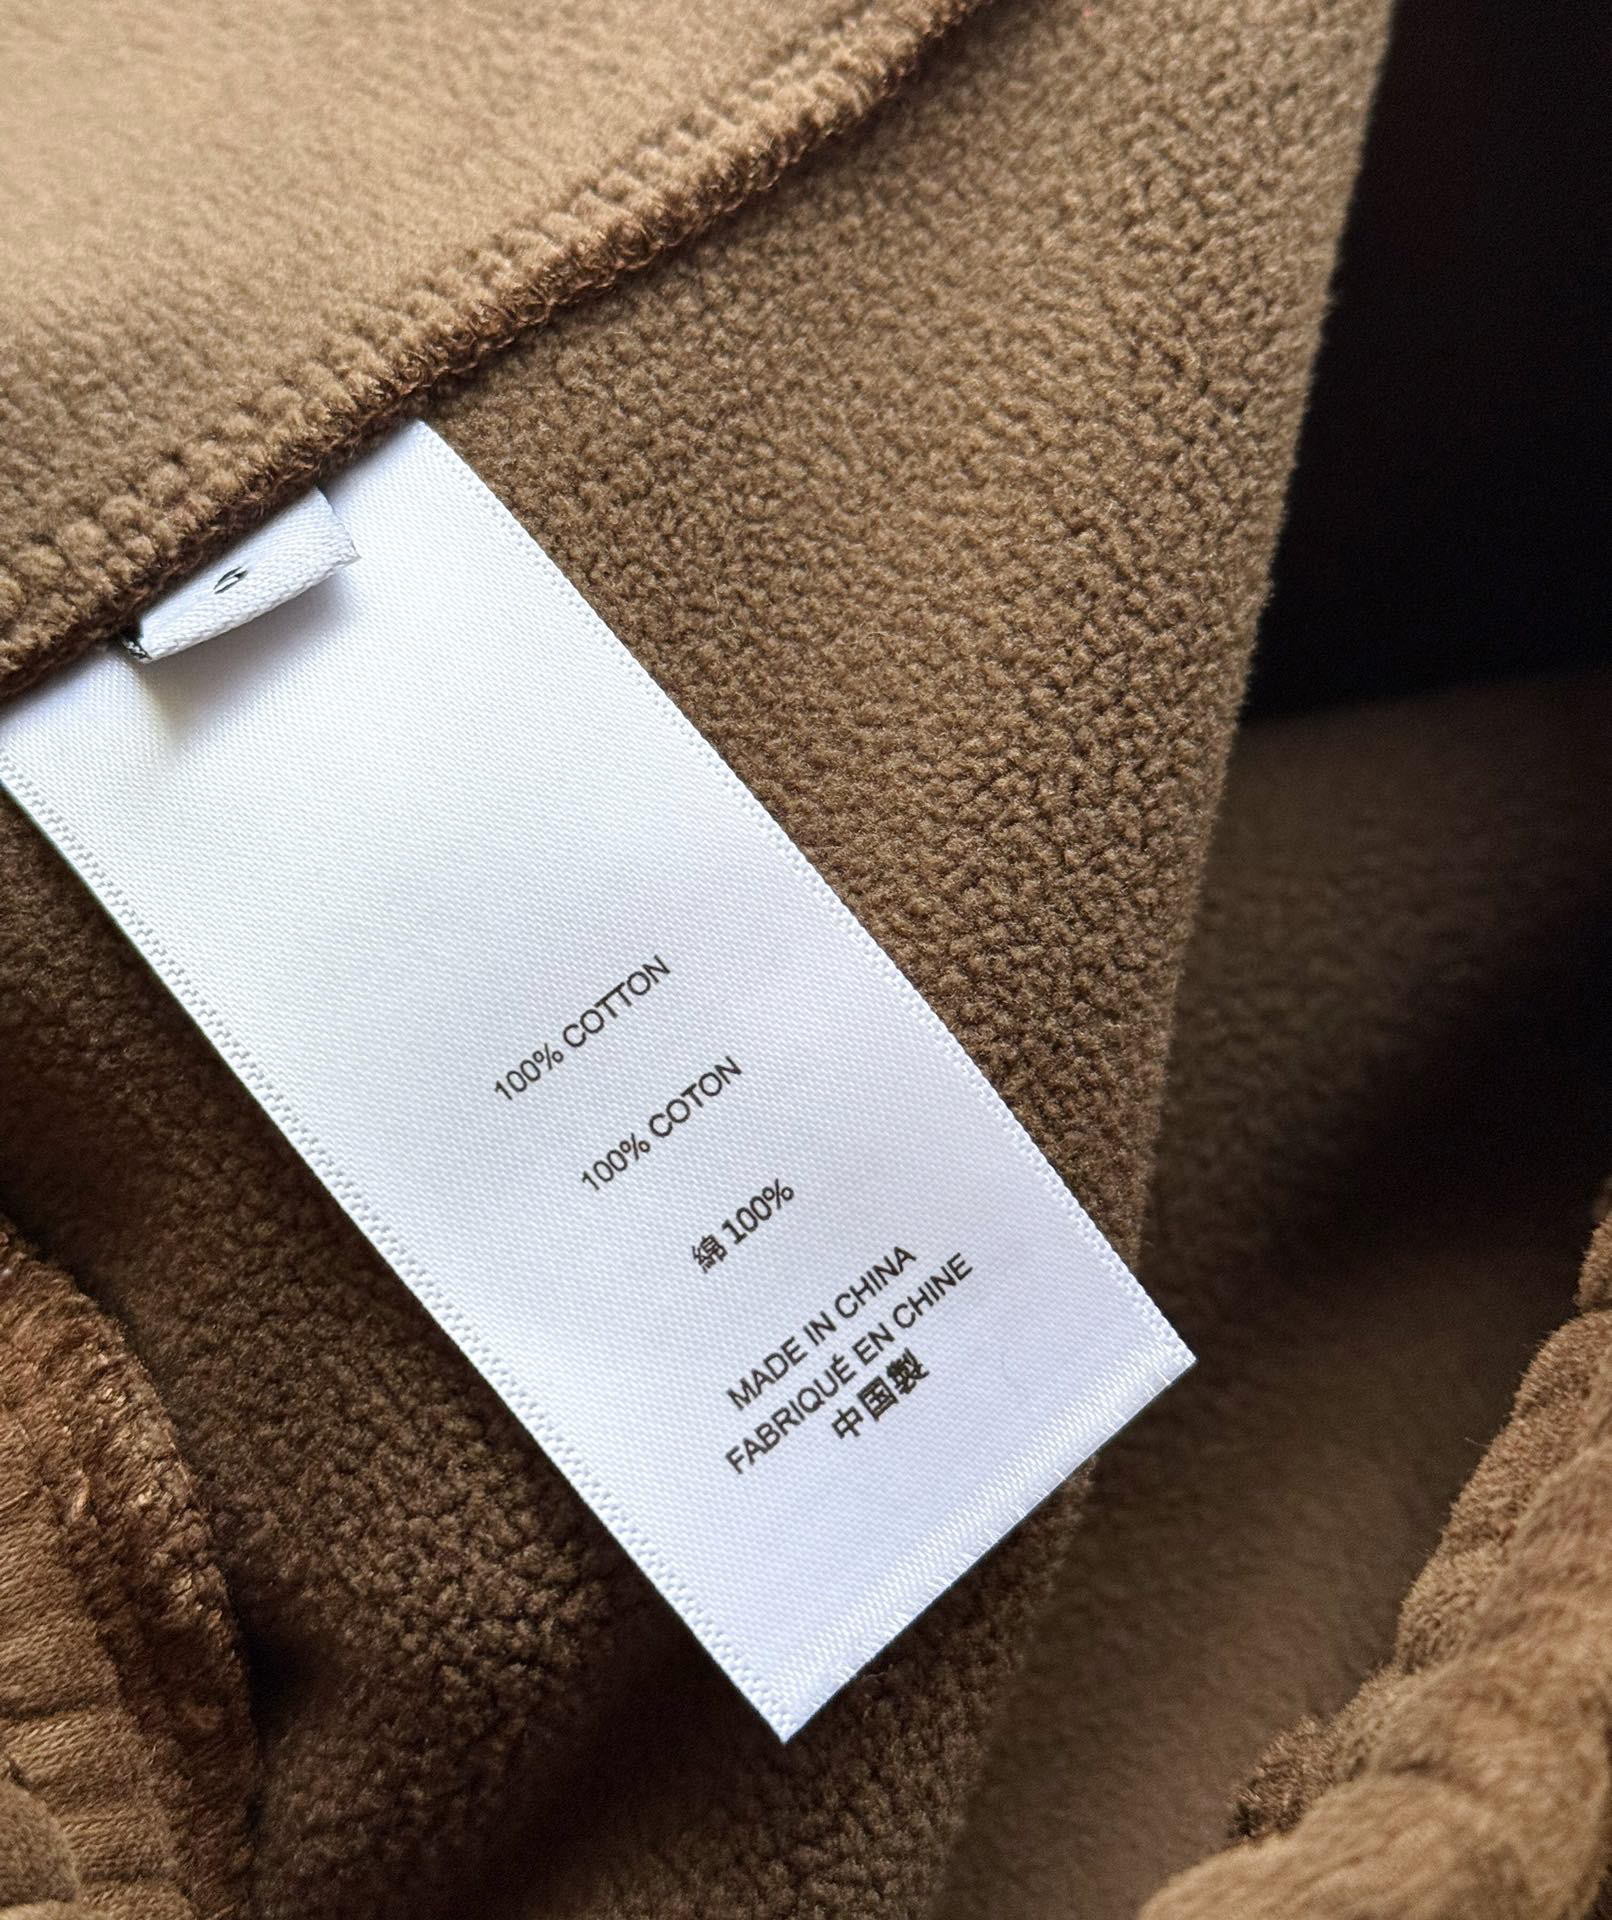 100% COTTON
100% COTON
綿 100%
MADE IN CHINA
FABRIQUÉ EN CHINE
中国製